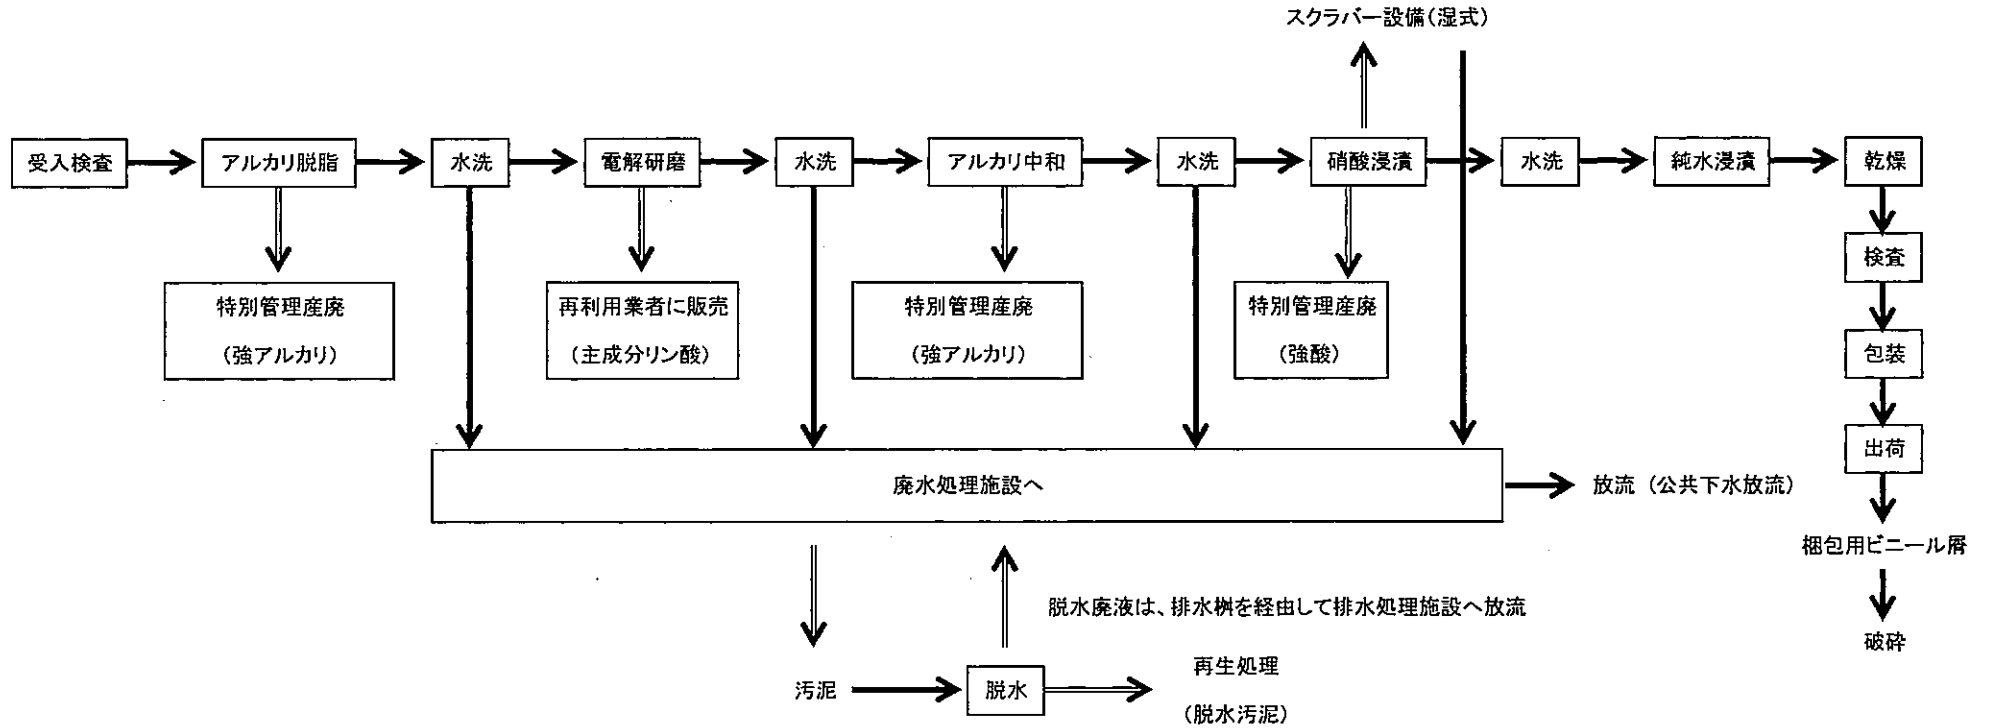 スクラバー設備(湿式)
受入検査
アルカリ脱脂
水洗
電解研磨
水洗
アルカリ中和
水洗
硝酸浸漬
水洗
純水浸漬
乾燥
検査
包装
出荷
梱包用ビニール屑
破砕
特別管理産廃
(強アルカリ)
再利用業者に販売
(主成分リン酸)
特別管理産廃
(強アルカリ)
特別管理産廃
(強酸)
廃水処理施設へ
放流 (公共下水放流)
脱水廃液は、排水桝を経由して排水処理施設へ放流
汚泥
脱水
再生処理
(脱水汚泥)